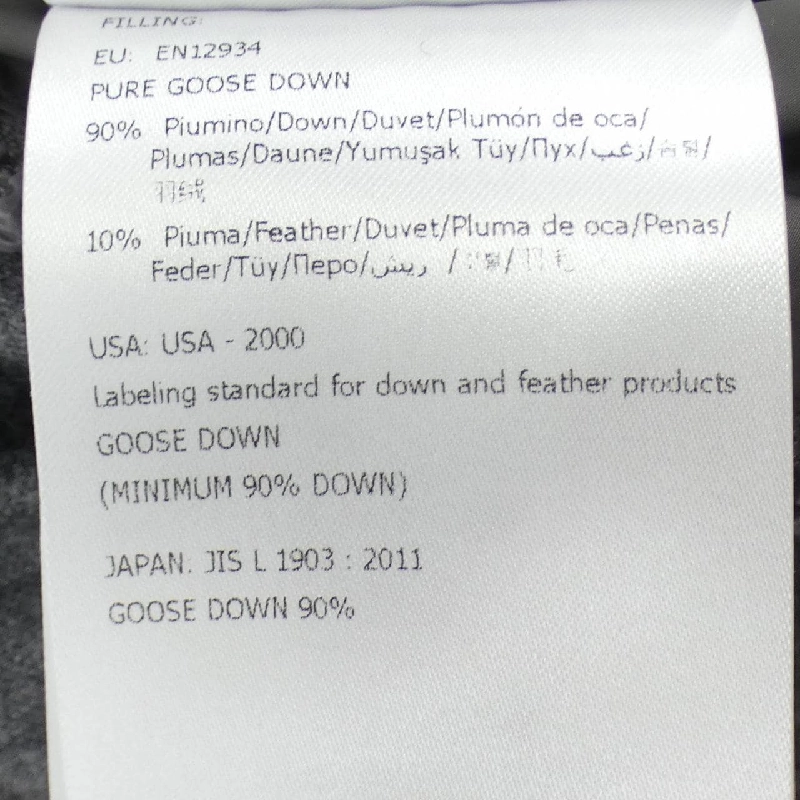 FILLING:
EU: EN12934
PURE GOOSE DOWN
90% Piumino/Down/Duvet/Plumón de oca/
Plumas/Daune/Yumuşak Tüy/Пух/زغب/
10% Piuma/Feather/Duvet/Pluma de oca/Penas/
Feder/Tüy/Перо/ريش /
USA: USA - 2000
Labeling standard for down and feather products
GOOSE DOWN
(MINIMUM 90% DOWN)
JAPAN: JIS L 1903 : 2011
GOOSE DOWN 90%